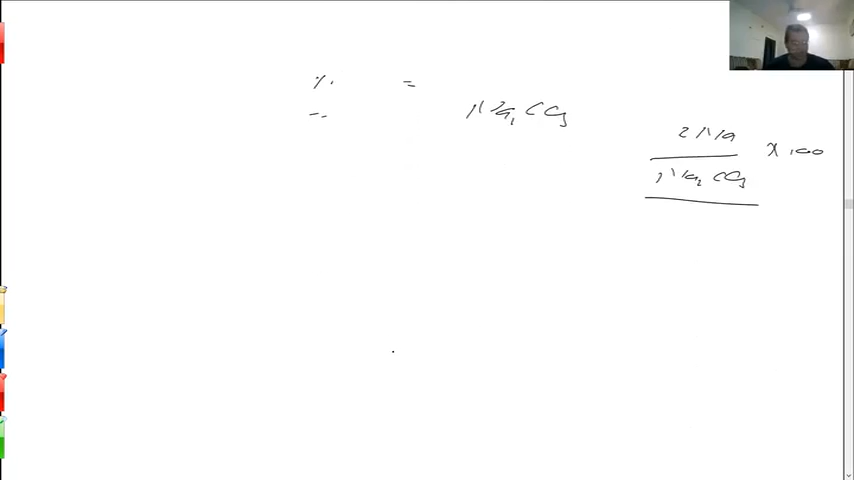 % =
Na₂CO₃
2Na
Na₂CO₃
x 100